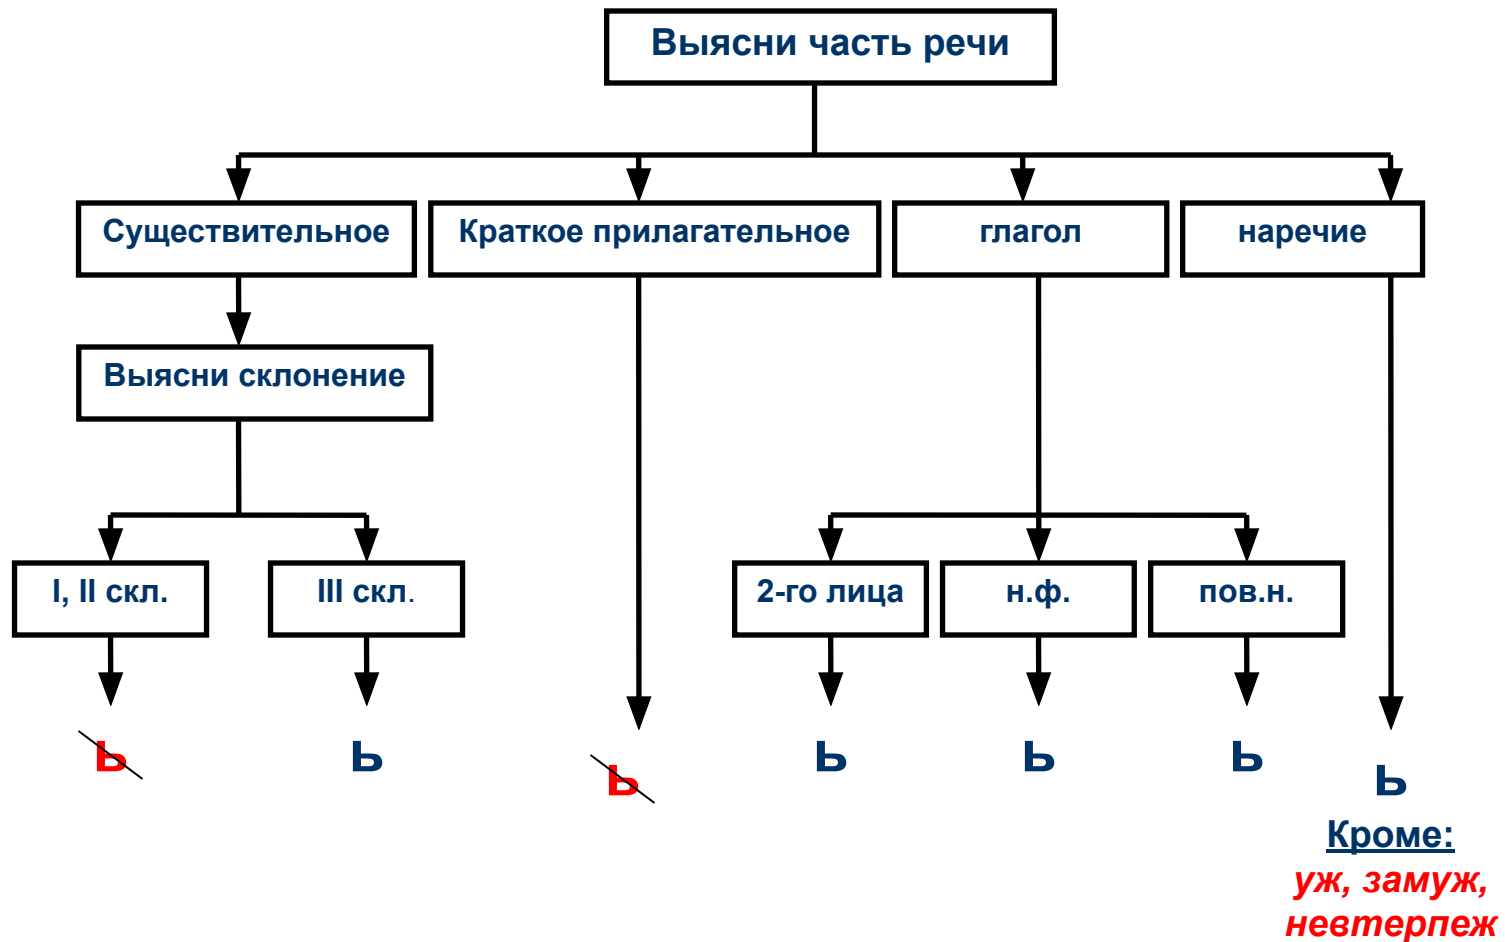 Выясни часть речи
Существительное
Краткое прилагательное
глагол
наречие
Выясни склонение
I, II скл.
III скл.
2-го лица
н.ф.
пов.н.
ь
ь
ь
ь
ь
ь
ь
Кроме:
уж, замуж,
невтерпеж